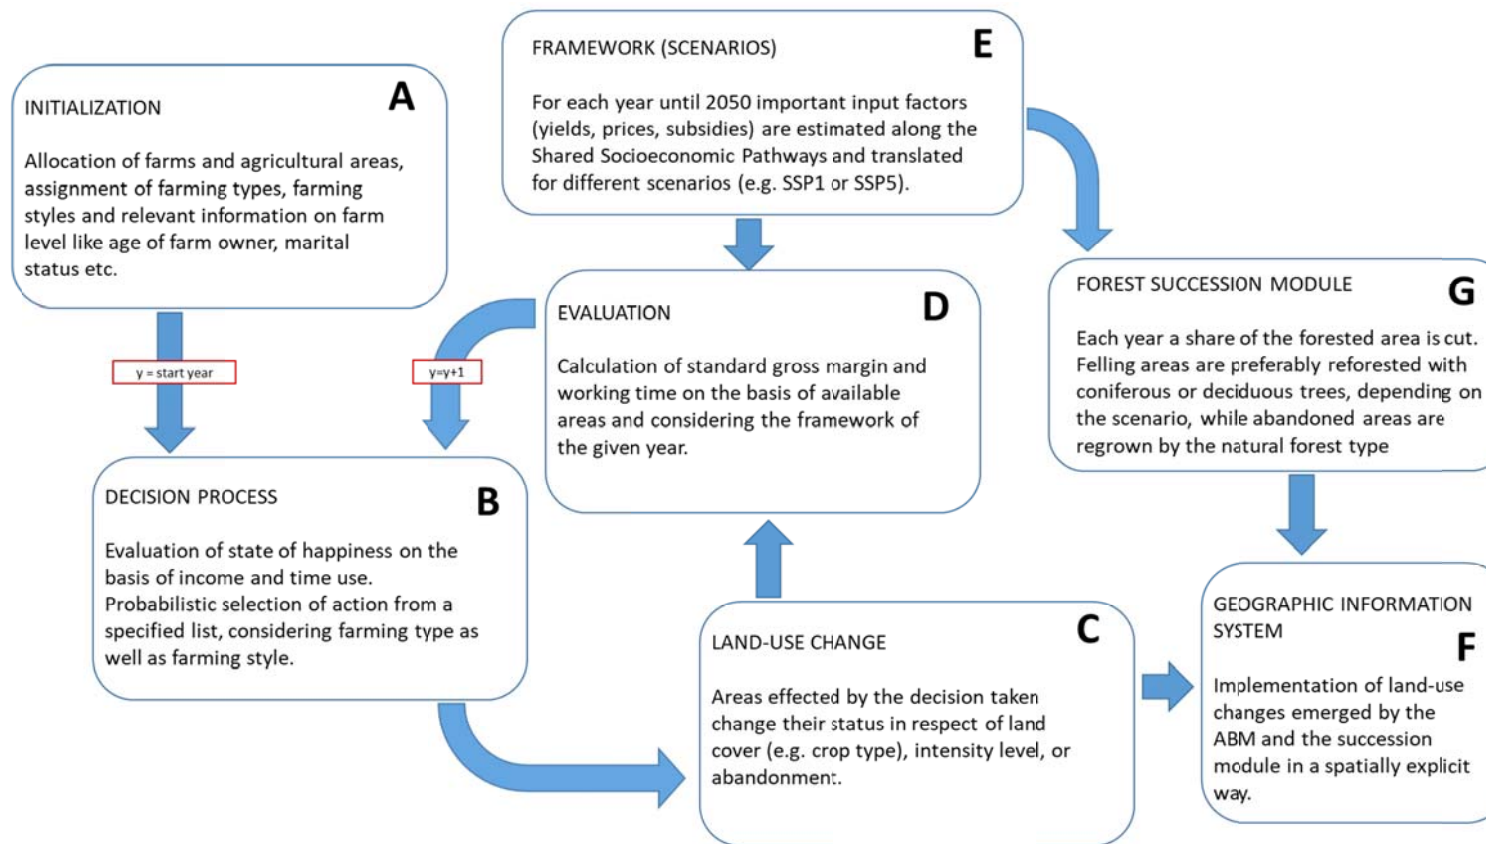 A
INITIALIZATION
Allocation of farms and agricultural areas,
assignment of farming types, farming
styles and relevant information on farm
level like age of farm owner, marital
status etc.
E
FRAMEWORK (SCENARIOS)
For each year until 2050 important input factors
(yields, prices, subsidies) are estimated along the
Shared Socioeconomic Pathways and translated
for different scenarios (e.g. SSP1 or SSP5).
y = start year
y=y+1
D
EVALUATION
Calculation of standard gross margin and
working time on the basis of available
areas and considering the framework of
the given year.
G
FOREST SUCCESSION MODULE
Each year a share of the forested area is cut.
Felling areas are preferably reforested with
coniferous or deciduous trees, depending on
the scenario, while abandoned areas are
regrown by the natural forest type
B
DECISION PROCESS
Evaluation of state of happiness on the
basis of income and time use.
Probabilistic selection of action from a
specified list, considering farming type as
well as farming style.
C
LAND-USE CHANGE
Areas effected by the decision taken
change their status in respect of land
cover (e.g. crop type), intensity level, or
abandonment.
GEOGRAPHIC INFORMATION
SYSTEM
F
Implementation of land-use
changes emerged by the
ABM and the succession
module in a spatially explicit
way.